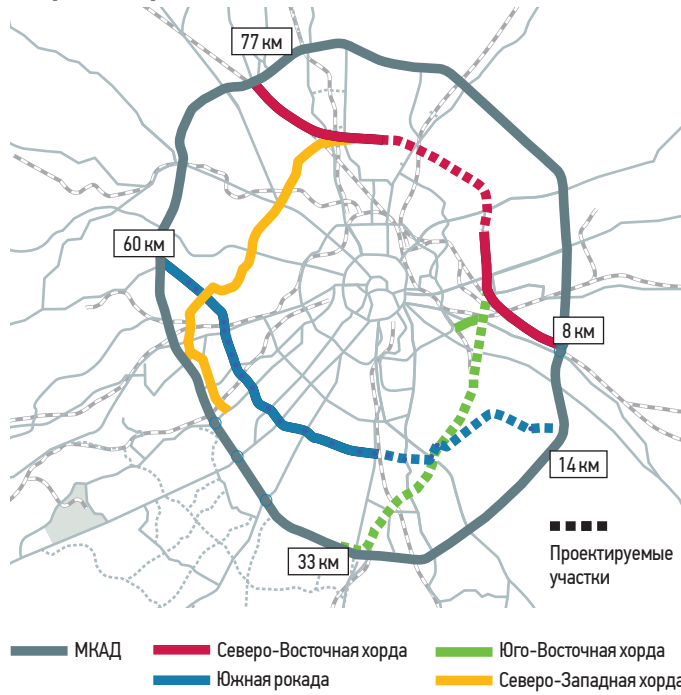 77 км
60 км
8 км
14 км
33 км
Проектируемые
участки
МКАД
Северо-Восточная хорда
Юго-Восточная хорда
Южная рокада
Северо-Западная хорда